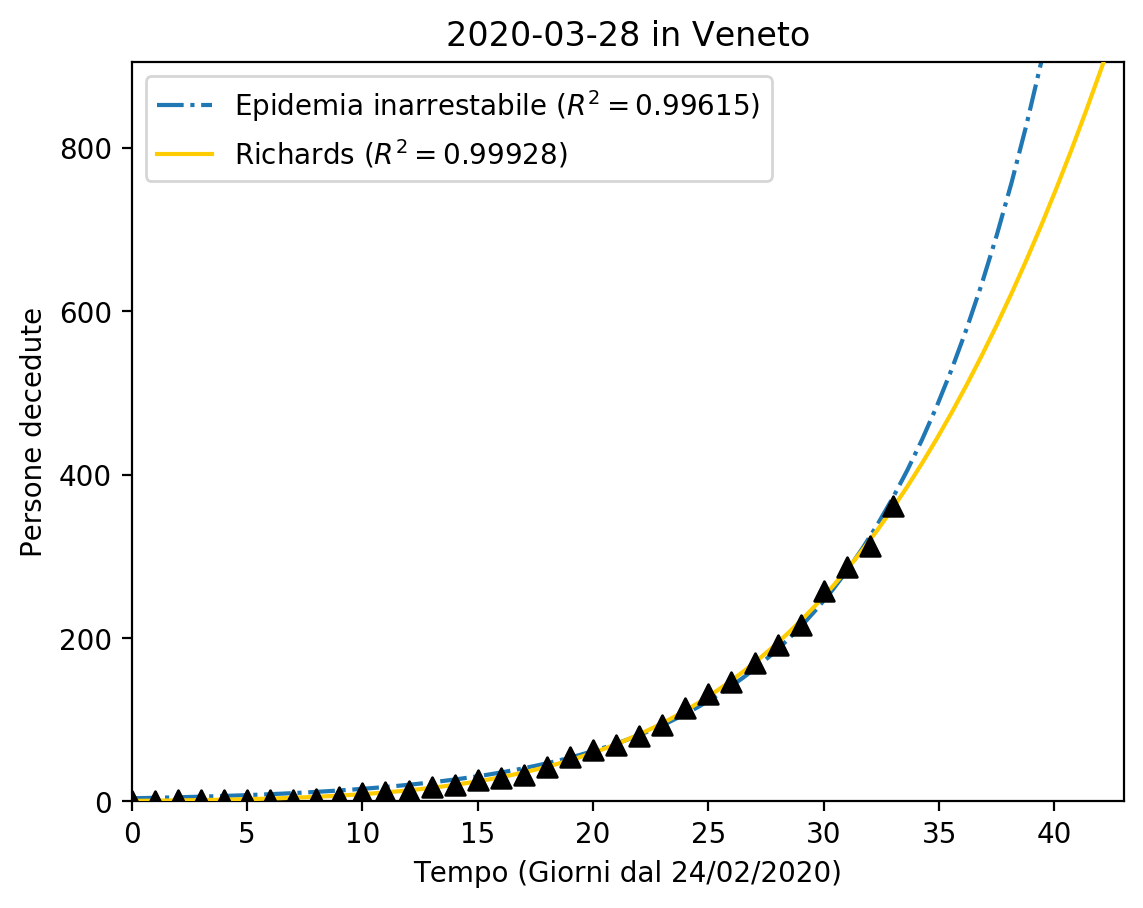 2020-03-28 in Veneto
Epidemia inarrestabile (R² = 0.99615)
Richards (R² = 0.99928)
Persone decedute
800
600
400
200
0
0 5 10 15 20 25 30 35 40
Tempo (Giorni dal 24/02/2020)